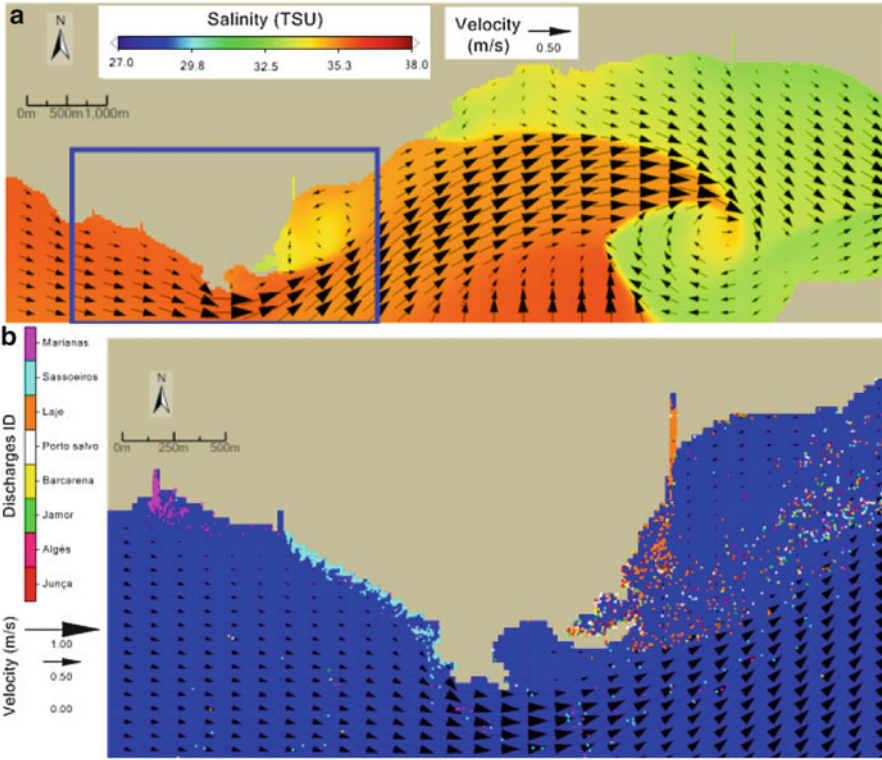 a
N
Salinity (TSU)
27.0 29.8 32.5 35.3 38.0
Velocity
(m/s)
0.50
0m 500m 1,000m
b
Discharges ID
Marianas
Sassoeiros
Laje
Porto salvo
Barcarena
Jamor
Algés
Junça
N
0m 250m 500m
Velocity (m/s)
1.00
0.50
0.00